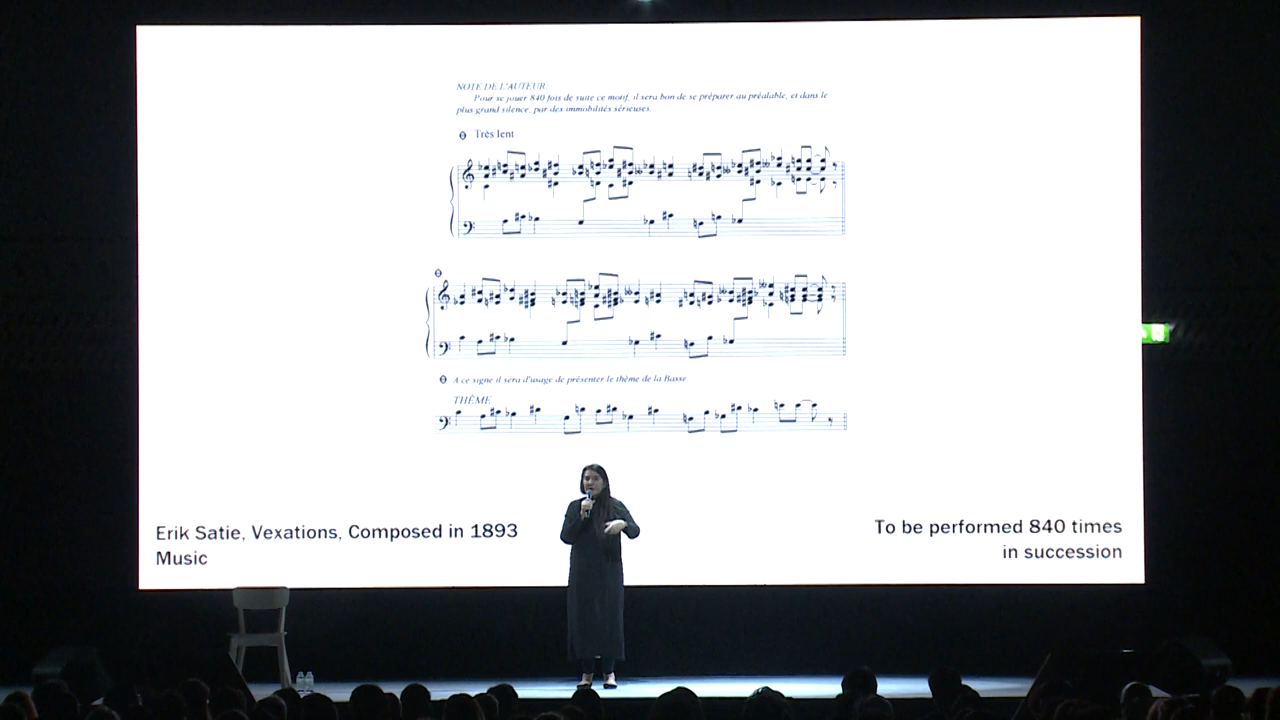 NOTE DE L'AUTEUR:
Pour se jouer 840 fois de suite ce motif, il sera bon de se préparer au préalable, et dans le
plus grand silence, par des immobilités sérieuses.
Très lent
A ce signe il sera d'usage de présenter le thème de la Basse
THÈME
Erik Satie, Vexations, Composed in 1893
Music
To be performed 840 times
in succession